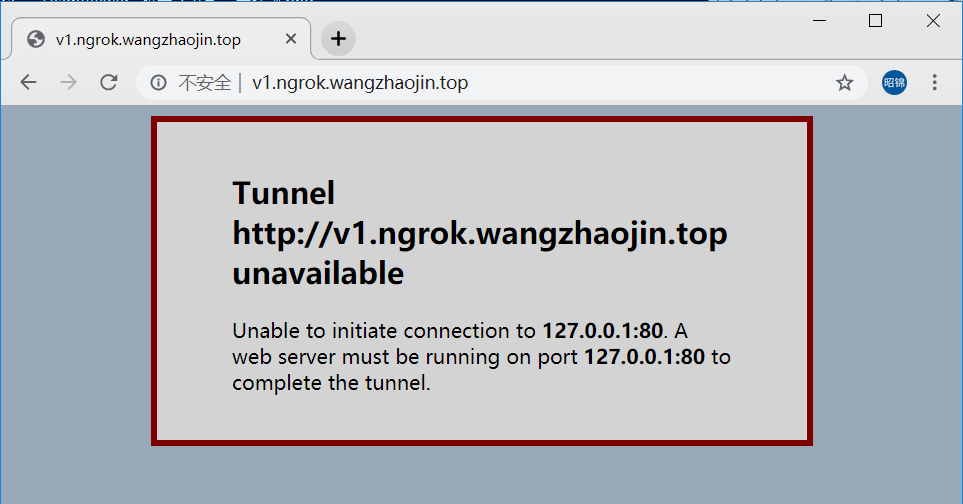 v1.ngrok.wangzhaojin.top
不安全 | v1.ngrok.wangzhaojin.top
昭锦
Tunnel
http://v1.ngrok.wangzhaojin.top
unavailable
Unable to initiate connection to 127.0.0.1:80. A
web server must be running on port 127.0.0.1:80 to
complete the tunnel.